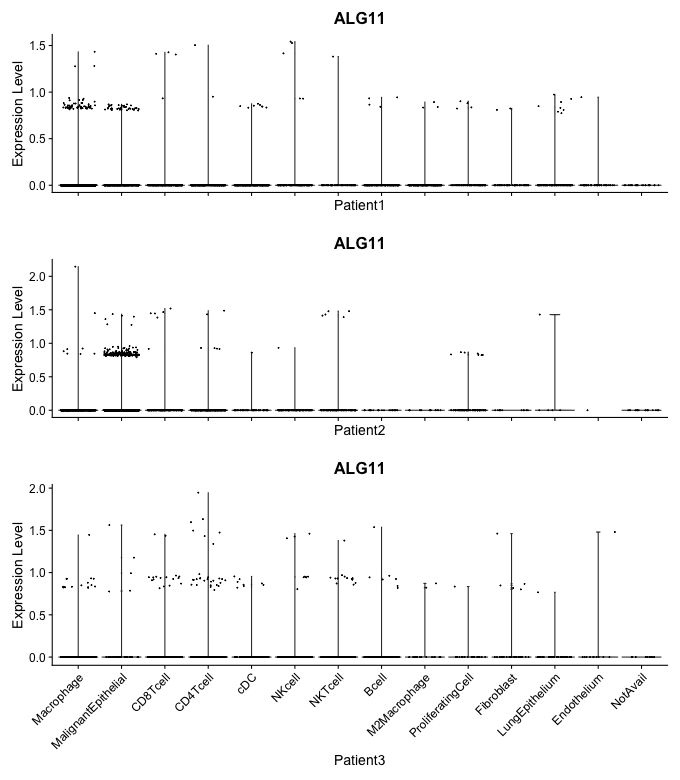 ALG11
Expression Level
1.5
1.0
0.5
0.0
Patient1
ALG11
Expression Level
2.0
1.5
1.0
0.5
0.0
Patient2
ALG11
Expression Level
2.0
1.5
1.0
0.5
0.0
Macrophage
MalignantEpithelial
CD8Tcell
CD4Tcell
cDC
NKcell
NKTcell
Bcell
M2Macrophage
ProliferatingCell
Fibroblast
LungEpithelium
Endothelium
NotAvail
Patient3